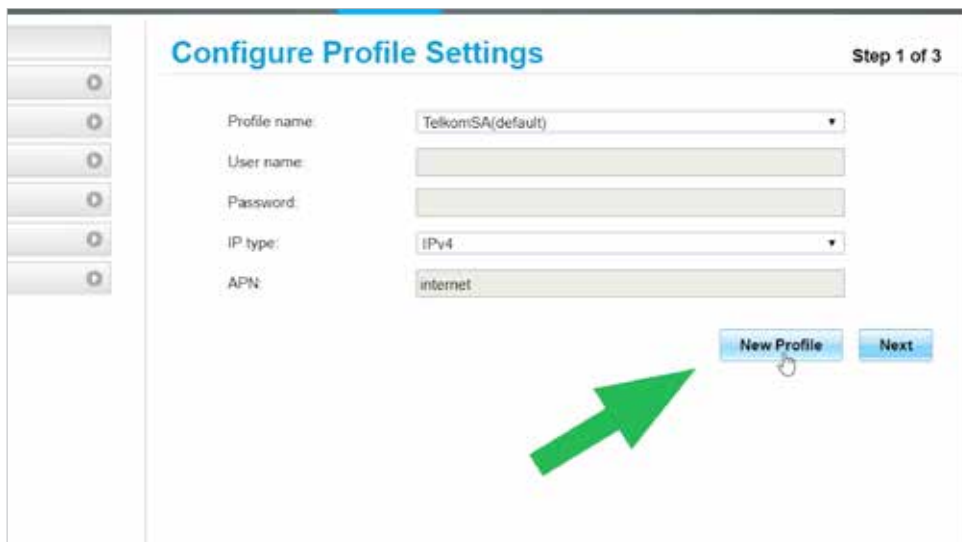 Configure Profile Settings
Step 1 of 3
Profile name:
TelkomSA(default)
User name:
Password:
IP type:
IPv4
APN:
internet
New Profile
Next